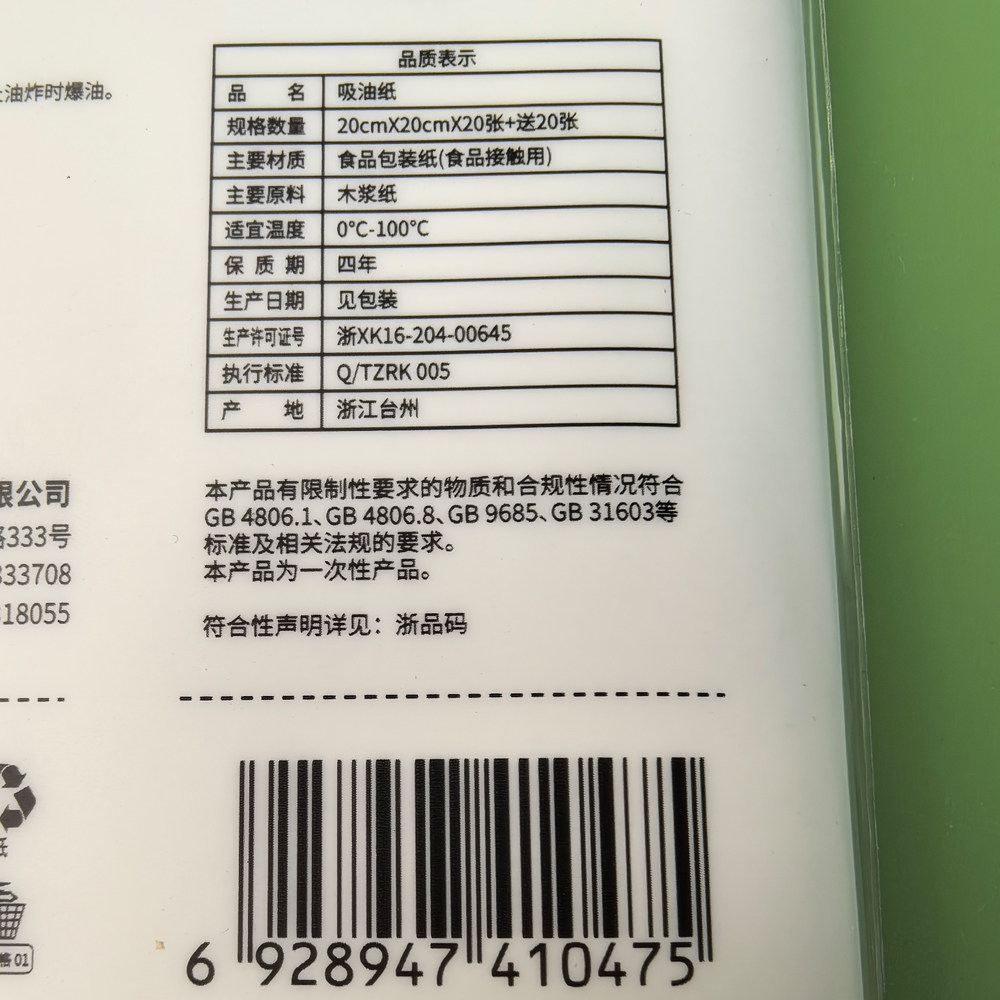 油炸时爆油。
品质表示
品 名 吸油纸
规格数量 20cmX20cmX20张+送20张
主要材质 食品包装纸(食品接触用)
主要原料 木浆纸
适宜温度 0°C-100°C
保质期 四年
生产日期 见包装
生产许可证号 浙XK16-204-00645
执行标准 Q/TZRK 005
产 地 浙江台州
限公司
333号
333708
18055
本产品有限制性要求的物质和合规性情况符合
GB 4806.1、GB 4806.8、GB 9685、GB 31603等
标准及相关法规的要求。
本产品为一次性产品。
符合性声明详见：浙品码
纸
01
6 928947 410475